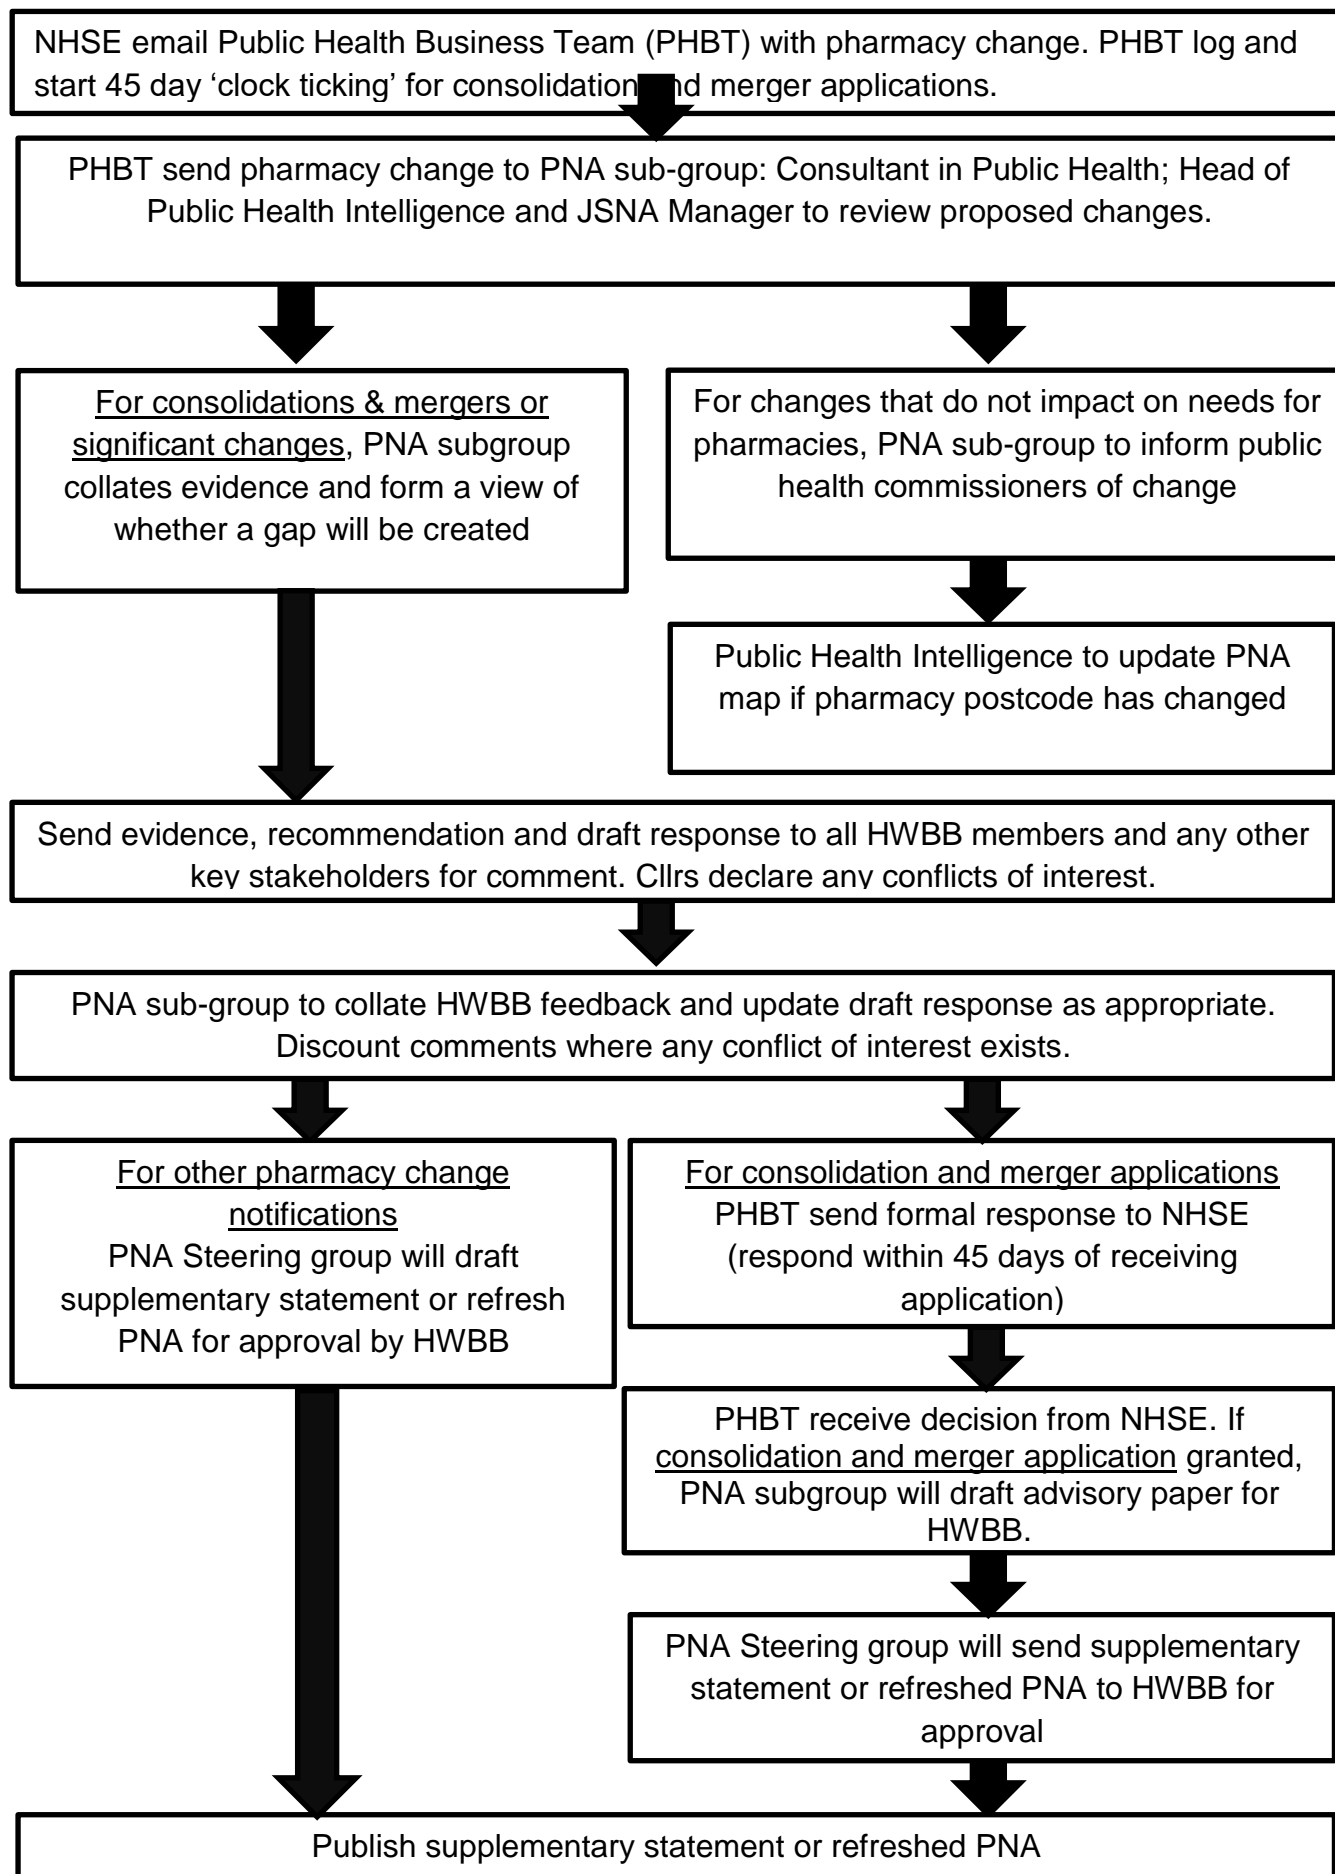 NHSE email Public Health Business Team (PHBT) with pharmacy change. PHBT log and
start 45 day ‘clock ticking’ for consolidation and merger applications.
PHBT send pharmacy change to PNA sub-group: Consultant in Public Health; Head of
Public Health Intelligence and JSNA Manager to review proposed changes.
For consolidations & mergers or
significant changes, PNA subgroup
collates evidence and form a view of
whether a gap will be created
For changes that do not impact on needs for
pharmacies, PNA sub-group to inform public
health commissioners of change
Public Health Intelligence to update PNA
map if pharmacy postcode has changed
Send evidence, recommendation and draft response to all HWBB members and any other
key stakeholders for comment. Cllrs declare any conflicts of interest.
PNA sub-group to collate HWBB feedback and update draft response as appropriate.
Discount comments where any conflict of interest exists.
For other pharmacy change
notifications
PNA Steering group will draft
supplementary statement or refresh
PNA for approval by HWBB
For consolidation and merger applications
PHBT send formal response to NHSE
(respond within 45 days of receiving
application)
PHBT receive decision from NHSE. If
consolidation and merger application granted,
PNA subgroup will draft advisory paper for
HWBB.
PNA Steering group will send supplementary
statement or refreshed PNA to HWBB for
approval
Publish supplementary statement or refreshed PNA